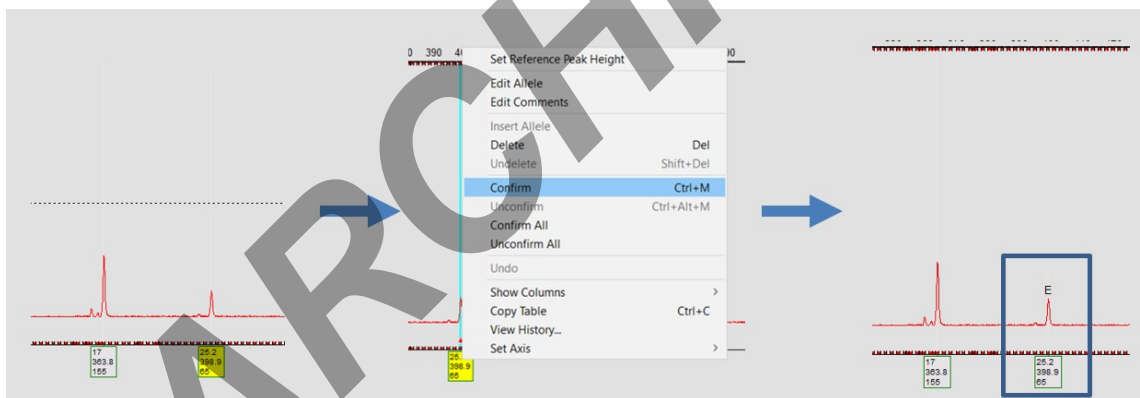 17
363.8
155
25.2
398.9
65
0 390
Set Reference Peak Height
Edit Allele
Edit Comments
Insert Allele
Delete Del
Undelete Shift+Del
Confirm Ctrl+M
Unconfirm Ctrl+Alt+M
Confirm All
Unconfirm All
Undo
Show Columns >
Copy Table Ctrl+C
View History...
Set Axis >
25
398.9
65
E
17
363.8
155
25.2
398.9
65
ARCHI